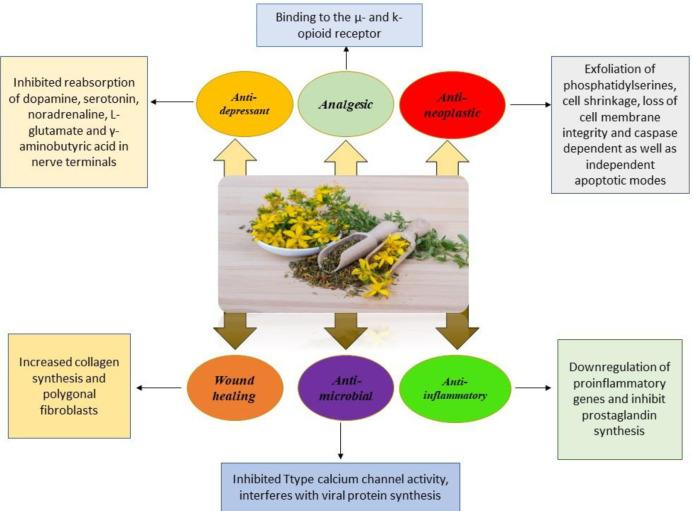 Binding to the µ- and k-
opioid receptor
Inhibited reabsorption
of dopamine, serotonin,
noradrenaline, L-
glutamate and γ-
aminobutyric acid in
nerve terminals
Anti-
depressant
Analgesic
Anti-
neoplastic
Exfoliation of
phosphatidylserines,
cell shrinkage, loss of
cell membrane
integrity and caspase
dependent as well as
independent
apoptotic modes
Increased collagen
synthesis and
polygonal
fibroblasts
Wound
healing
Anti-
microbial
Anti-
inflammatory
Downregulation of
proinflammatory
genes and inhibit
prostaglandin
synthesis
Inhibited Ttype calcium channel activity,
interferes with viral protein synthesis